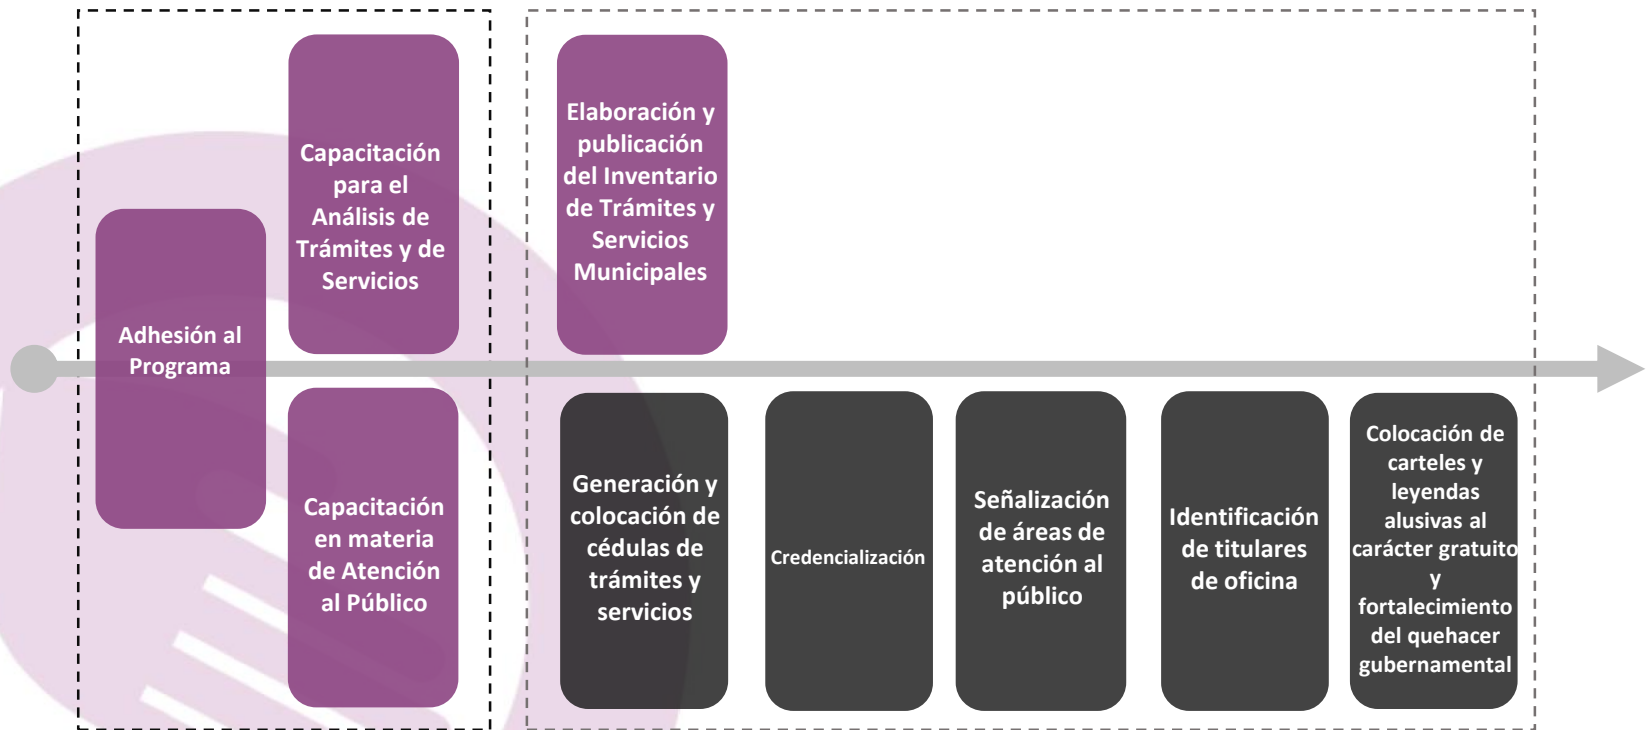 Adhesión al
Programa
Capacitación
para el
Análisis de
Trámites y de
Servicios
Capacitación
en materia
de Atención
al Público
Elaboración y
publicación
del Inventario
de Trámites y
Servicios
Municipales
Generación y
colocación de
cédulas de
trámites y
servicios
Credencialización
Señalización
de áreas de
atención al
público
Identificación
de titulares
de oficina
Colocación de
carteles y
leyendas
alusivas al
carácter gratuito
y
fortalecimiento
del quehacer
gubernamental